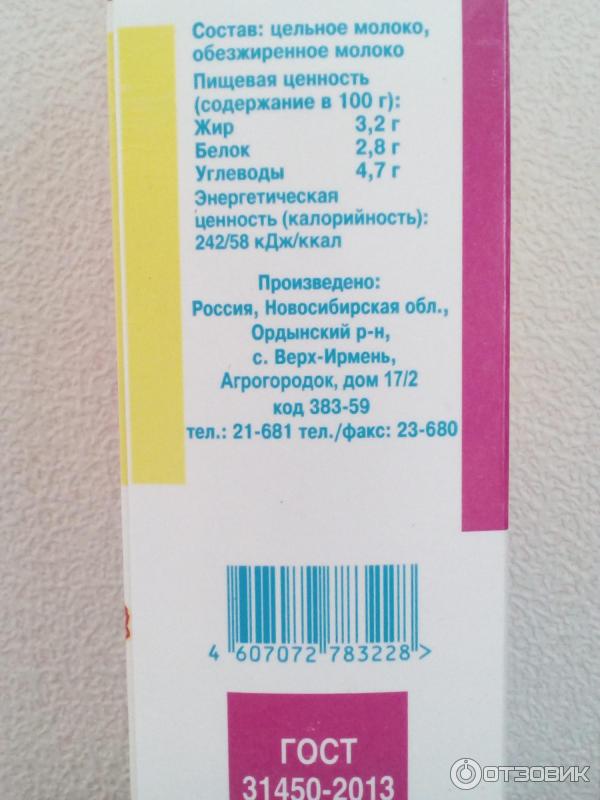 Состав: цельное молоко,
обезжиренное молоко
Пищевая ценность
(содержание в 100 г):
Жир 3,2 г
Белок 2,8 г
Углеводы 4,7 г
Энергетическая
ценность (калорийность):
242/58 кДж/ккал
Произведено:
Россия, Новосибирская обл.,
Ордынский р-н,
с. Верх-Ирмень,
Агрогородок, дом 17/2
код 383-59
тел.: 21-681 тел./факс: 23-680
4 607072 783228 >
ГОСТ
31450-2013
ОТЗОВИК